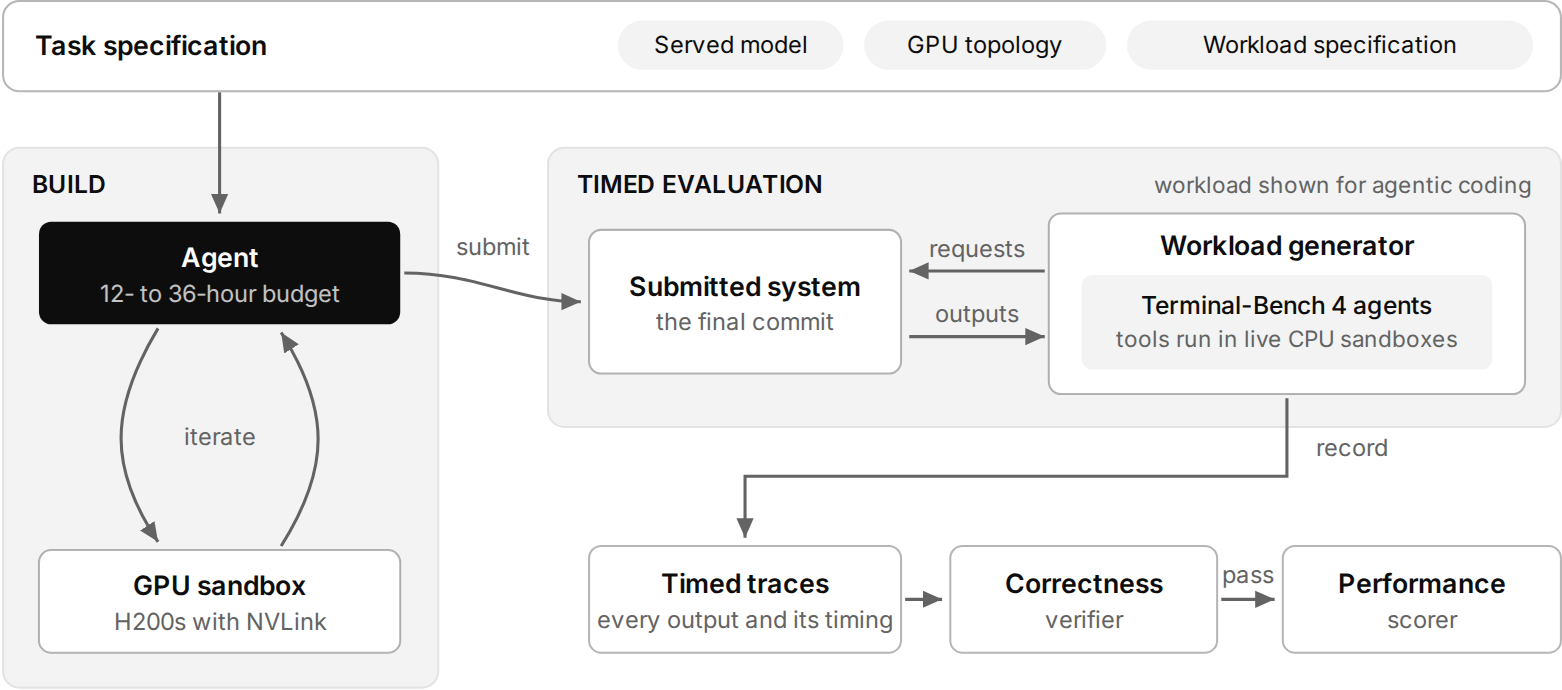 Task specification
Served model
GPU topology
Workload specification
BUILD
Agent
12- to 36-hour budget
iterate
GPU sandbox
H200s with NVLink
submit
TIMED EVALUATION
workload shown for agentic coding
Submitted system
the final commit
requests
outputs
Workload generator
Terminal-Bench 4 agents
tools run in live CPU sandboxes
record
Timed traces
every output and its timing
Correctness
verifier
pass
Performance
scorer